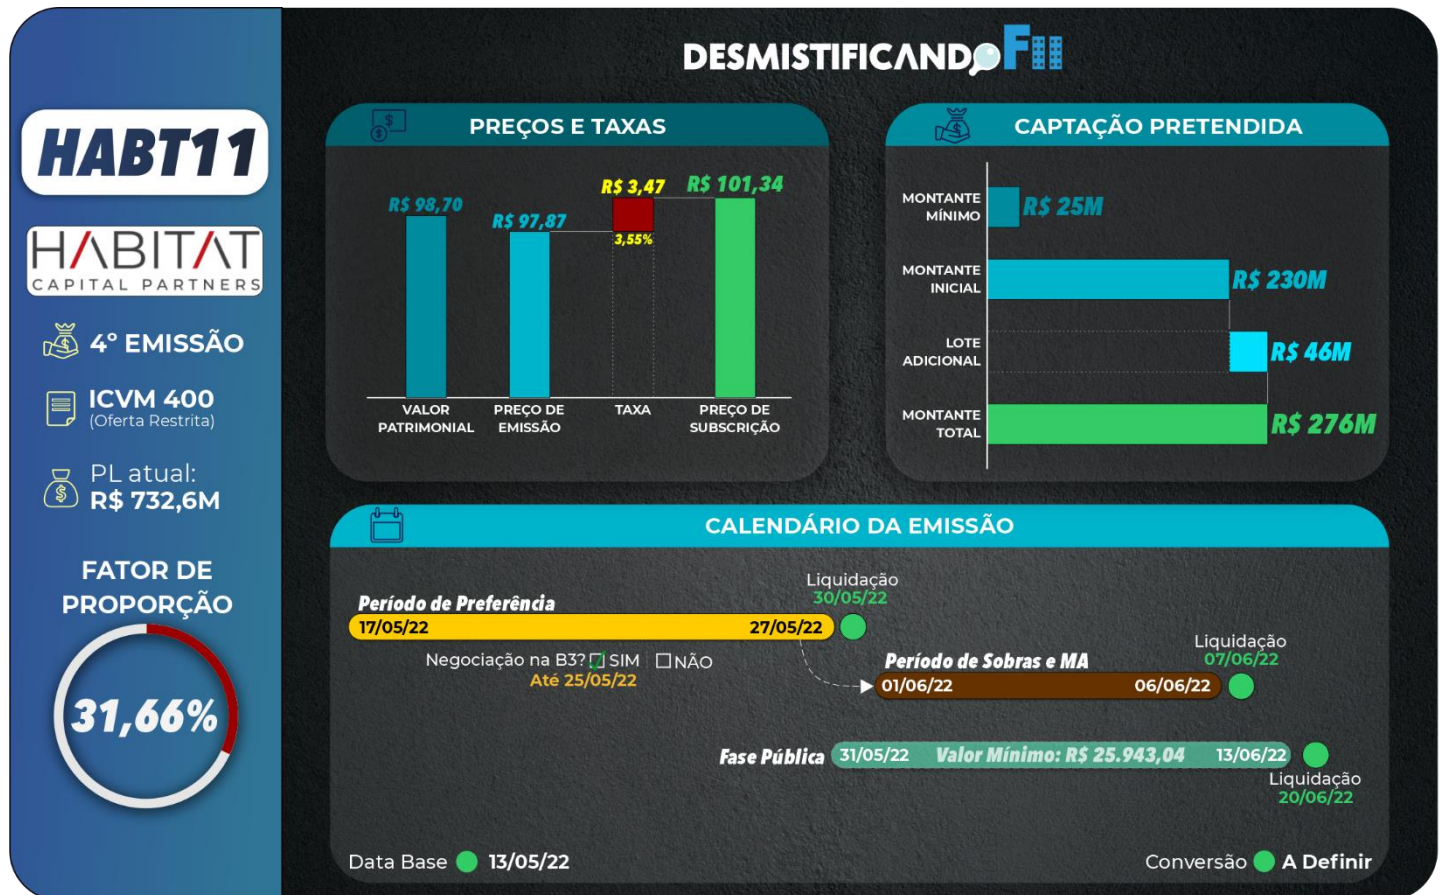 DESMISTIFICANDO FII
HABT11
HABITAT
CAPITAL PARTNERS
4º EMISSÃO
ICVM 400
(Oferta Restrita)
PL atual:
R$ 732,6M
FATOR DE
PROPORÇÃO
31,66%
PREÇOS E TAXAS
R$ 98,70
R$ 97,87
R$ 3,47
3,55%
R$ 101,34
VALOR
PATRIMONIAL
PREÇO DE
EMISSÃO
TAXA
PREÇO DE
SUBSCRIÇÃO
CAPTAÇÃO PRETENDIDA
MONTANTE
MÍNIMO
R$ 25M
MONTANTE
INICIAL
R$ 230M
LOTE
ADICIONAL
R$ 46M
MONTANTE
TOTAL
R$ 276M
CALENDÁRIO DA EMISSÃO
Período de Preferência
17/05/22 27/05/22
Liquidação
30/05/22
Negociação na B3? SIM NÃO
Até 25/05/22
Período de Sobras e MA
01/06/22 06/06/22
Liquidação
07/06/22
Fase Pública 31/05/22 Valor Mínimo: R$ 25.943,04 13/06/22
Liquidação
20/06/22
Data Base 13/05/22
Conversão A Definir